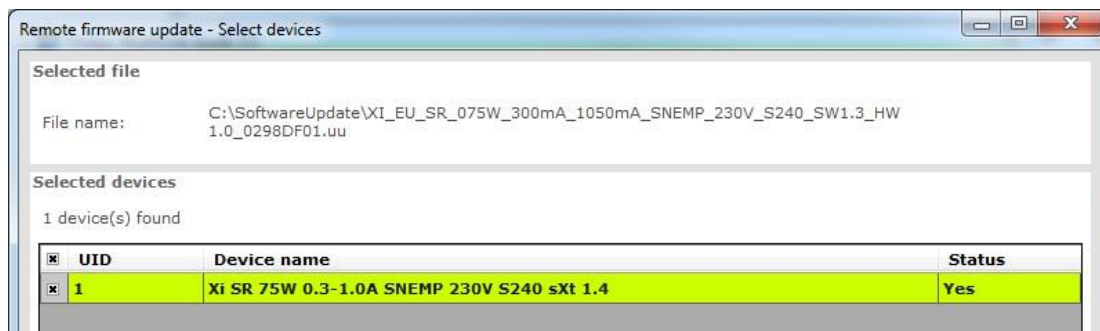 Remote firmware update - Select devices
Selected file
File name:
C:\SoftwareUpdate\XI_EU_SR_075W_300mA_1050mA_SNEMP_230V_S240_SW1.3_HW
1.0_0298DF01.uu
Selected devices
1 device(s) found
UID Device name Status
1 Xi SR 75W 0.3-1.0A SNEMP 230V S240 sXt 1.4 Yes